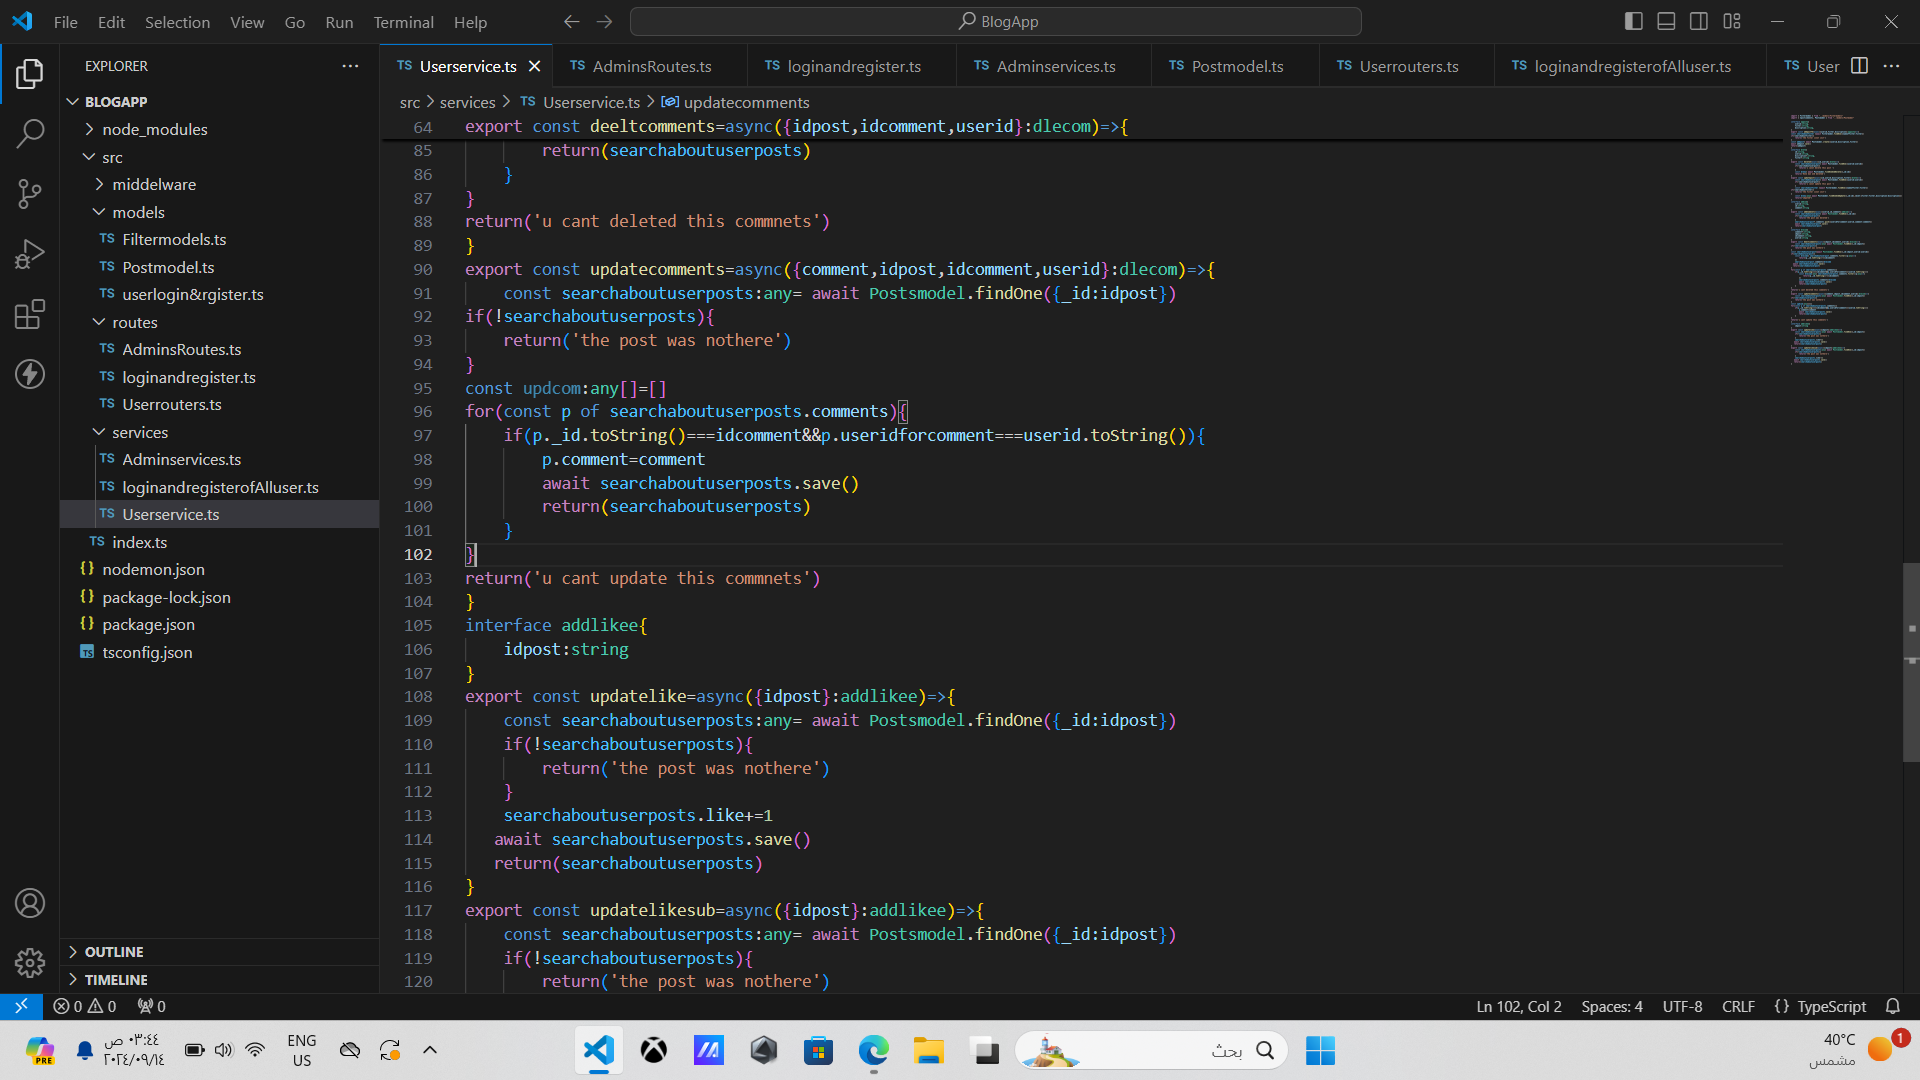 File Edit Selection View Go Run Terminal Help
BlogApp
EXPLORER
BLOGAPP
node_modules
src
middelware
models
TS Filtermodels.ts
TS Postmodel.ts
TS userlogin&rgister.ts
routes
TS AdminsRoutes.ts
TS loginandregister.ts
TS Userrouters.ts
services
TS Adminservices.ts
TS loginandregisterofAlluser.ts
TS Userservice.ts
TS index.ts
{} nodemon.json
{} package-lock.json
{} package.json
TS tsconfig.json
OUTLINE
TIMELINE
TS Userservice.ts TS AdminsRoutes.ts TS loginandregister.ts TS Adminservices.ts TS Postmodel.ts TS Userrouters.ts TS loginandregisterofAlluser.ts TS User
src > services > TS Userservice.ts > updatecomments
64 export const deeltcomments=async({idpost,idcomment,userid}:dlecom)=>{
85 return(searchaboutuserposts)
86 }
87 }
88 return('u cant deleted this commnets')
89 }
90 export const updatecomments=async({comment,idpost,idcomment,userid}:dlecom)=>{
91 const searchaboutuserposts:any= await Postsmodel.findOne({_id:idpost})
92 if(!searchaboutuserposts){
93 return('the post was nothere')
94 }
95 const updcom:any[]=[]
96 for(const p of searchaboutuserposts.comments){
97 if(p._id.toString()===idcomment&&p.useridforcomment===userid.toString()){
98 p.comment=comment
99 await searchaboutuserposts.save()
100 return(searchaboutuserposts)
101 }
102 }
103 return('u cant update this commnets')
104 }
105 interface addlikee{
106 idpost:string
107 }
108 export const updatelike=async({idpost}:addlikee)=>{
109 const searchaboutuserposts:any= await Postsmodel.findOne({_id:idpost})
110 if(!searchaboutuserposts){
111 return('the post was nothere')
112 }
113 searchaboutuserposts.like+=1
114 await searchaboutuserposts.save()
115 return(searchaboutuserposts)
116 }
117 export const updatelikesub=async({idpost}:addlikee)=>{
118 const searchaboutuserposts:any= await Postsmodel.findOne({_id:idpost})
119 if(!searchaboutuserposts){
120 return('the post was nothere')
0 0 0
Ln 102, Col 2 Spaces: 4 UTF-8 CRLF {} TypeScript
PRE
٠٣:٤٤ ص
٢٠٢٤/٠٩/١٤
ENG
US
بحث
40°C
مشمس
1